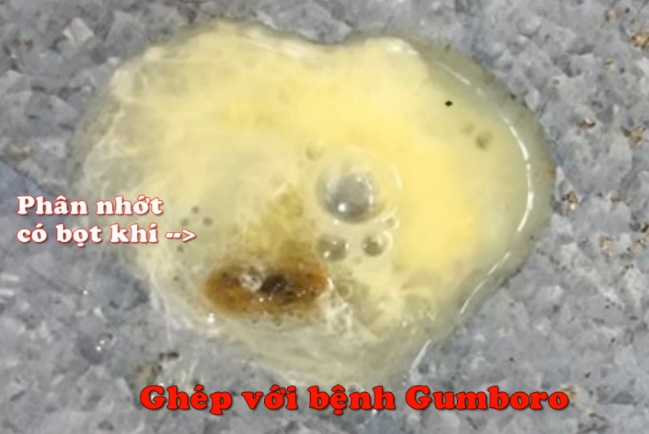 Phân nhớt
có bọt khí -->
Ghép với bệnh Gumboro